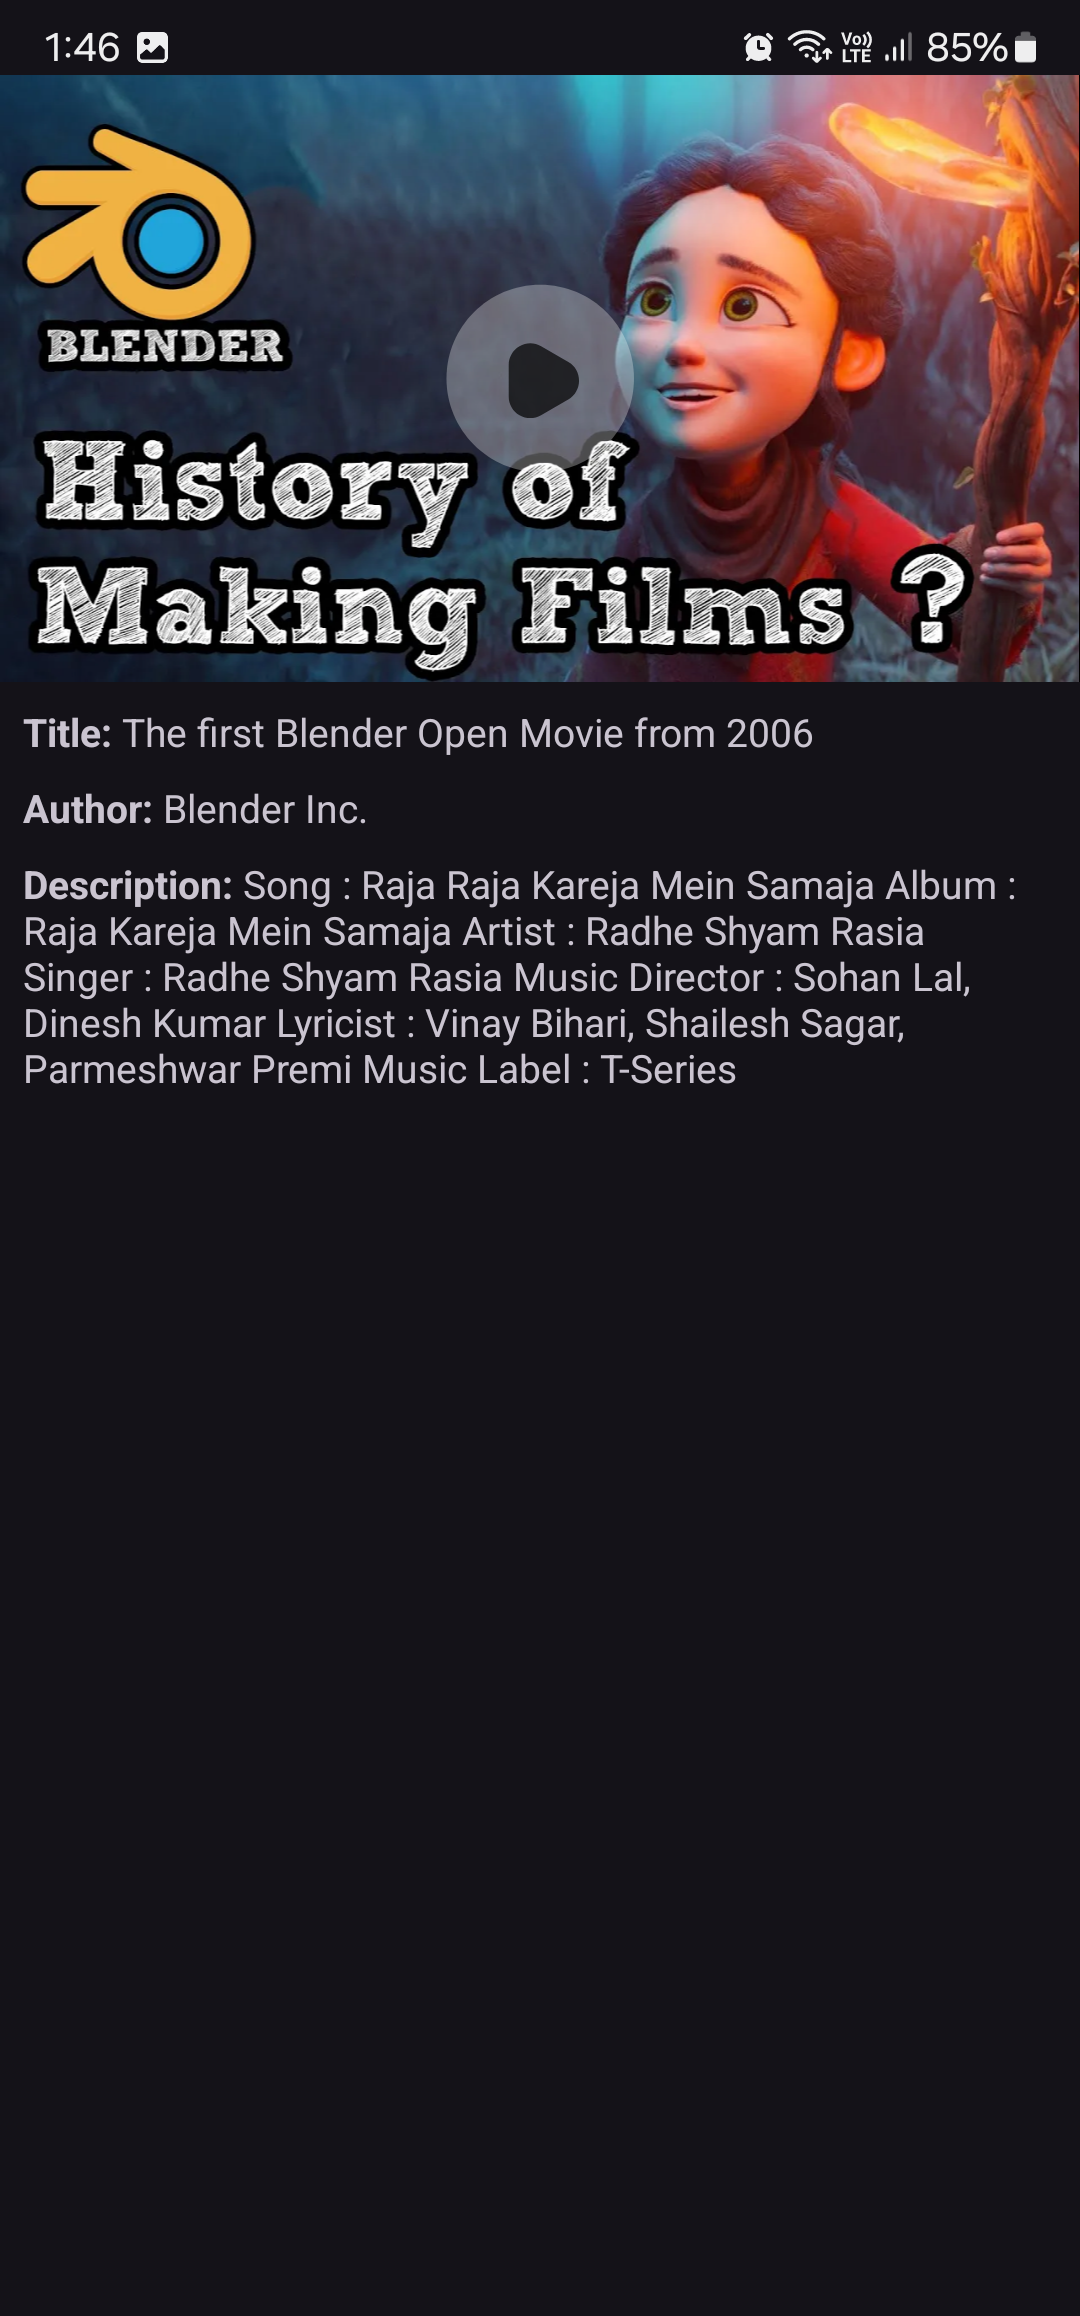 1:46
Vo)) LTE 85%
BLENDER
History of
Making Films ?
Title: The first Blender Open Movie from 2006
Author: Blender Inc.
Description: Song : Raja Raja Kareja Mein Samaja Album :
Raja Kareja Mein Samaja Artist : Radhe Shyam Rasia
Singer : Radhe Shyam Rasia Music Director : Sohan Lal,
Dinesh Kumar Lyricist : Vinay Bihari, Shailesh Sagar,
Parmeshwar Premi Music Label : T-Series